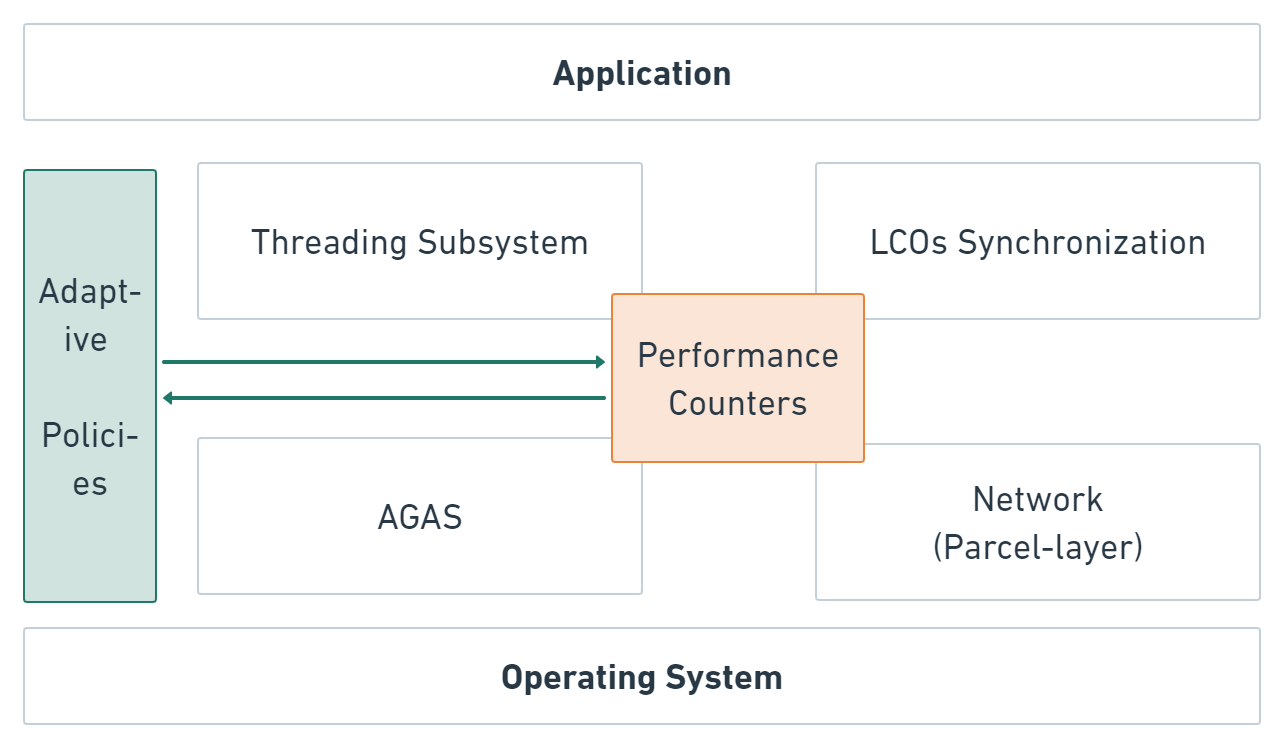 Application
Threading Subsystem
LCOs Synchronization
Adapt-
ive
Polici-
es
Performance
Counters
AGAS
Network
(Parcel-layer)
Operating System